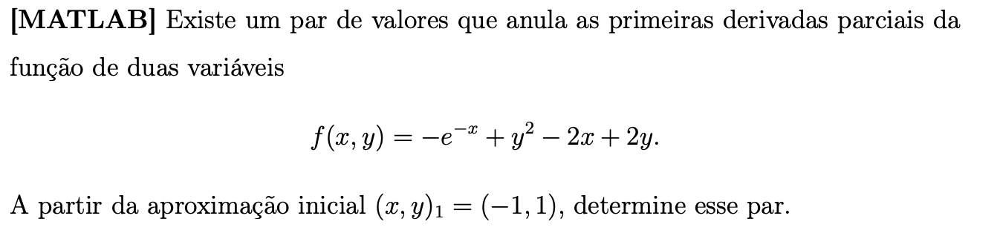 [MATLAB] Existe um par de valores que anula as primeiras derivadas parciais da
função de duas variáveis
f(x, y) = −e^{−x} + y^2 − 2x + 2y.
A partir da aproximação inicial (x, y)_1 = (−1, 1), determine esse par.